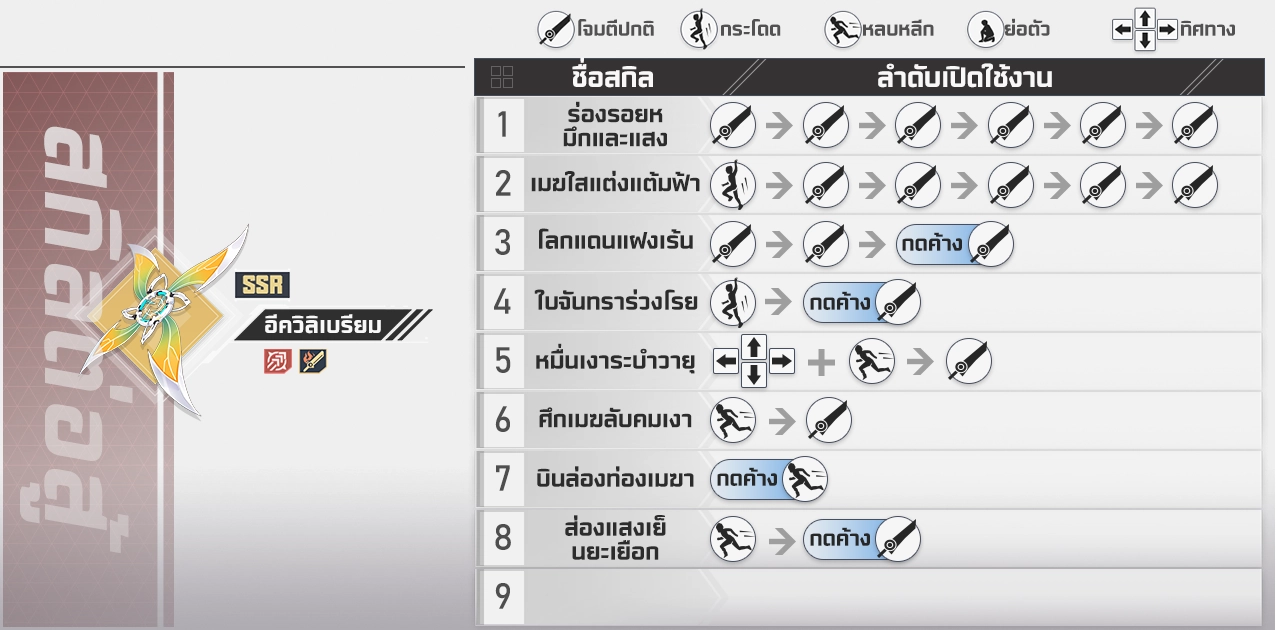 โจมตีปกติ กระโดด หลบหลีก ย่อตัว ทิศทาง
ชื่อสกิล ลำดับเปิดใช้งาน
สกิลต่อสู้
SSR
อีควิลิเบรียม
1 ร่องรอยห
มึกและแสง
2 เมฆใสแต่งแต้มฟ้า
3 โลกแดนแฝงเร้น กดค้าง
4 ใบจันทราร่วงโรย กดค้าง
5 หมื่นเงาระบำวายุ
6 ศึกเมฆลับคมเงา
7 บินล่องท่องเมฆา กดค้าง
8 ส่องแสงเย็
นยะเยือก กดค้าง
9